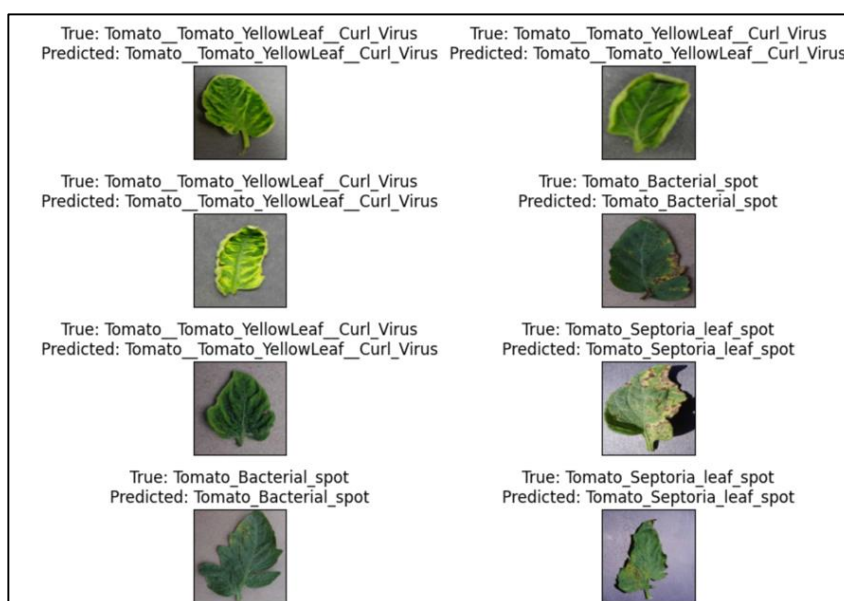 True: Tomato__Tomato_YellowLeaf__Curl_Virus
Predicted: Tomato__Tomato_YellowLeaf__Curl_Virus
True: Tomato__Tomato_YellowLeaf__Curl_Virus
Predicted: Tomato__Tomato_YellowLeaf__Curl_Virus
True: Tomato__Tomato_YellowLeaf__Curl_Virus
Predicted: Tomato__Tomato_YellowLeaf__Curl_Virus
True: Tomato_Bacterial_spot
Predicted: Tomato_Bacterial_spot
True: Tomato__Tomato_YellowLeaf__Curl_Virus
Predicted: Tomato__Tomato_YellowLeaf__Curl_Virus
True: Tomato_Septoria_leaf_spot
Predicted: Tomato_Septoria_leaf_spot
True: Tomato_Bacterial_spot
Predicted: Tomato_Bacterial_spot
True: Tomato_Septoria_leaf_spot
Predicted: Tomato_Septoria_leaf_spot